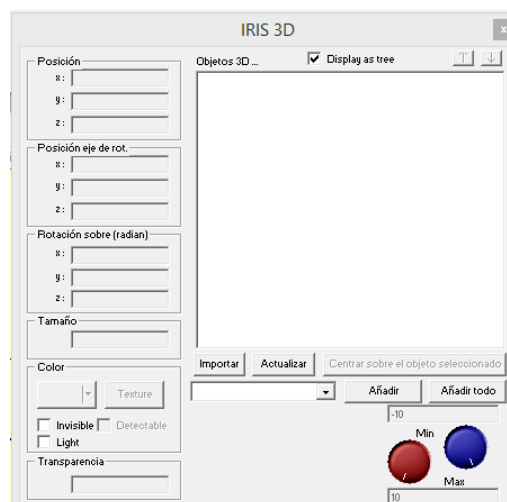 IRIS 3D
x
Posición
x:
y:
z:
Posición eje de rot.
x:
y:
z:
Rotación sobre (radian)
x:
y:
z:
Tamaño
Color
Texture
Invisible Detectable
Light
Transparencia
Objetos 3D ... Display as tree
Importar Actualizar Centrar sobre el objeto seleccionado
Añadir Añadir todo
-10
Min
Max
10